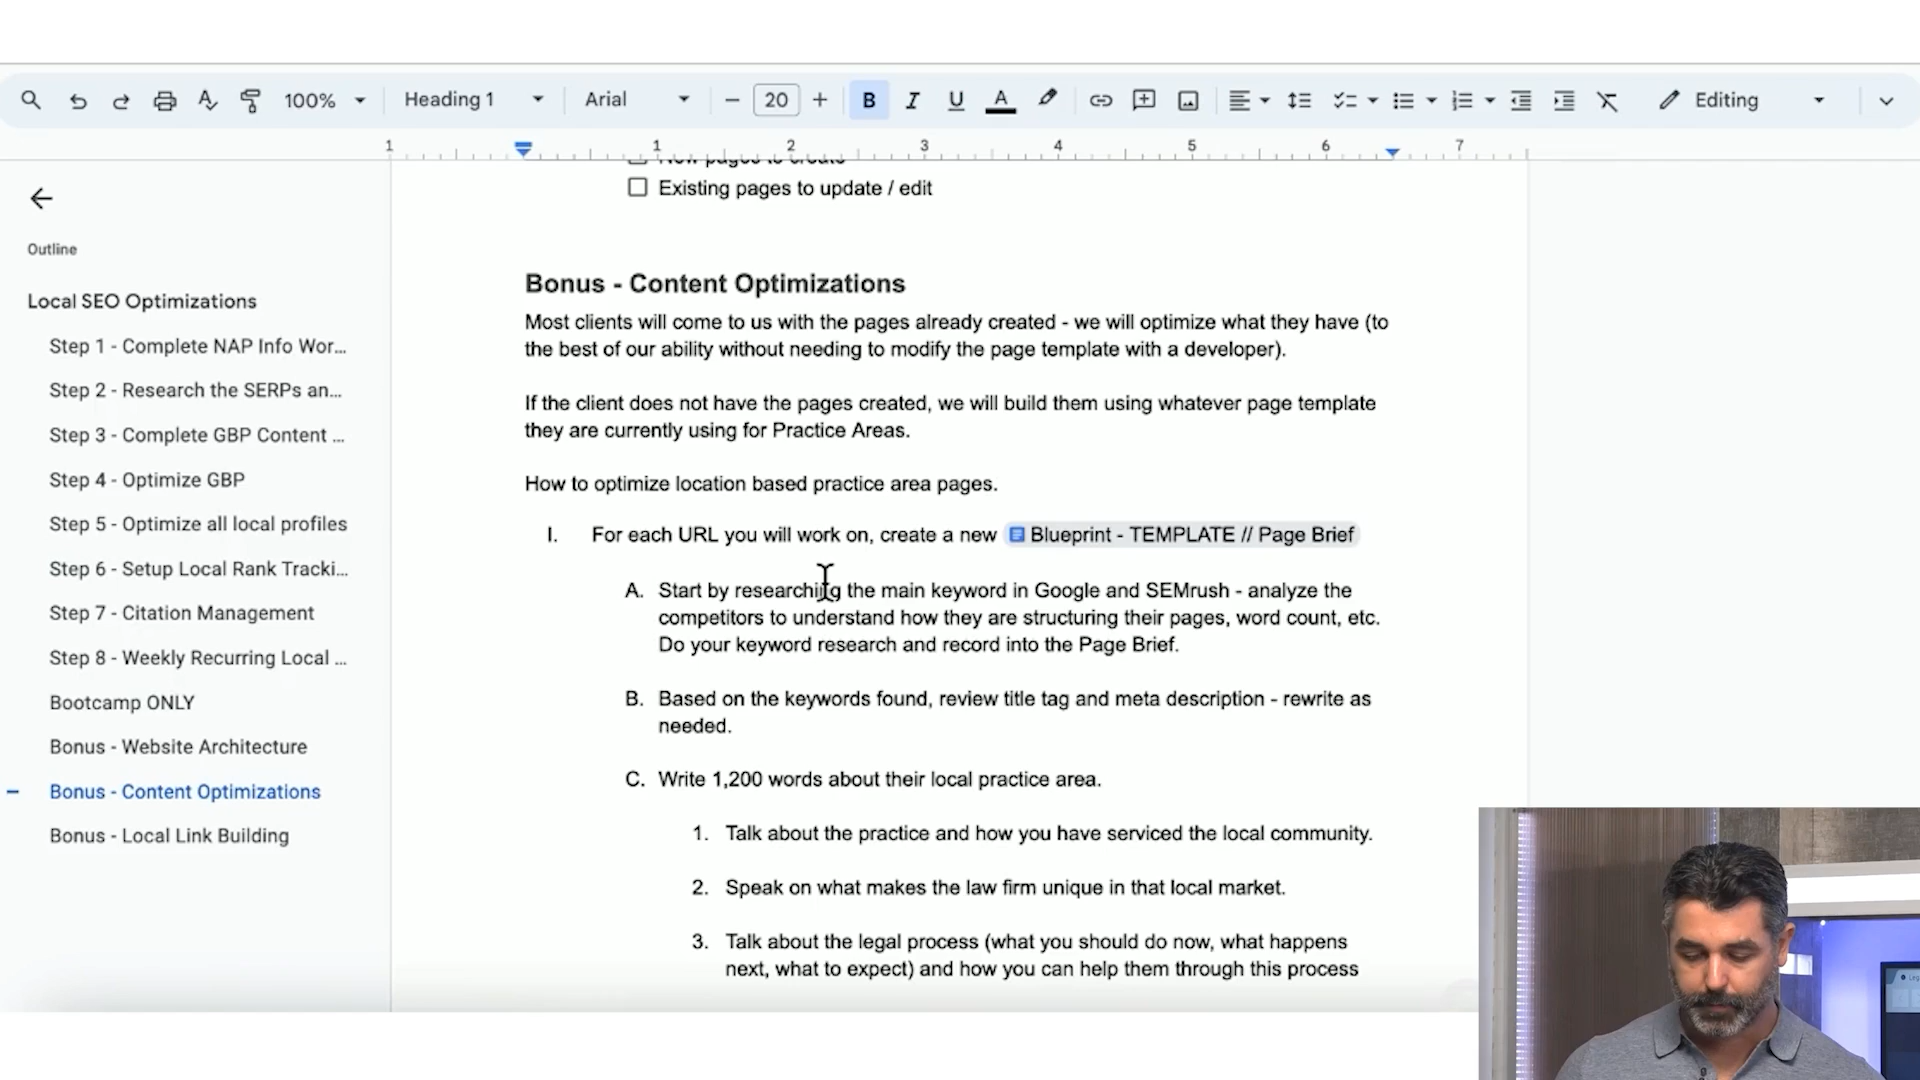 100%
Heading 1
Arial
20
B
I
U
A
Editing
1 1 2 3 4 5 6 7
New pages to create
Existing pages to update / edit
Outline
Local SEO Optimizations
Step 1 - Complete NAP Info Wor...
Step 2 - Research the SERPs an...
Step 3 - Complete GBP Content ...
Step 4 - Optimize GBP
Step 5 - Optimize all local profiles
Step 6 - Setup Local Rank Tracki...
Step 7 - Citation Management
Step 8 - Weekly Recurring Local ...
Bootcamp ONLY
Bonus - Website Architecture
Bonus - Content Optimizations
Bonus - Local Link Building
Bonus - Content Optimizations
Most clients will come to us with the pages already created - we will optimize what they have (to
the best of our ability without needing to modify the page template with a developer).
If the client does not have the pages created, we will build them using whatever page template
they are currently using for Practice Areas.
How to optimize location based practice area pages.
I. For each URL you will work on, create a new Blueprint - TEMPLATE // Page Brief
A. Start by researching the main keyword in Google and SEMrush - analyze the
competitors to understand how they are structuring their pages, word count, etc.
Do your keyword research and record into the Page Brief.
B. Based on the keywords found, review title tag and meta description - rewrite as
needed.
C. Write 1,200 words about their local practice area.
1. Talk about the practice and how you have serviced the local community.
2. Speak on what makes the law firm unique in that local market.
3. Talk about the legal process (what you should do now, what happens
next, what to expect) and how you can help them through this process